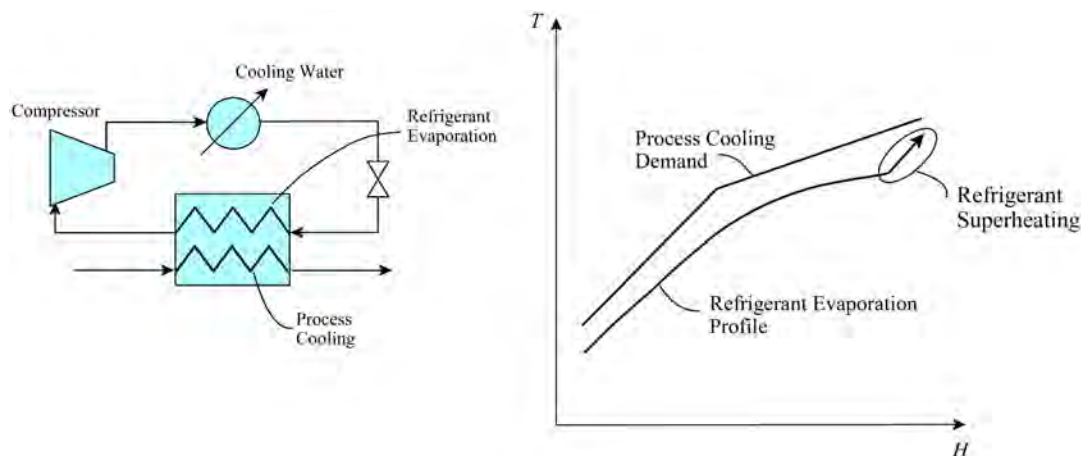 Compressor
Cooling Water
Refrigerant
Evaporation
Process
Cooling
T
Process Cooling
Demand
Refrigerant
Superheating
Refrigerant Evaporation
Profile
H